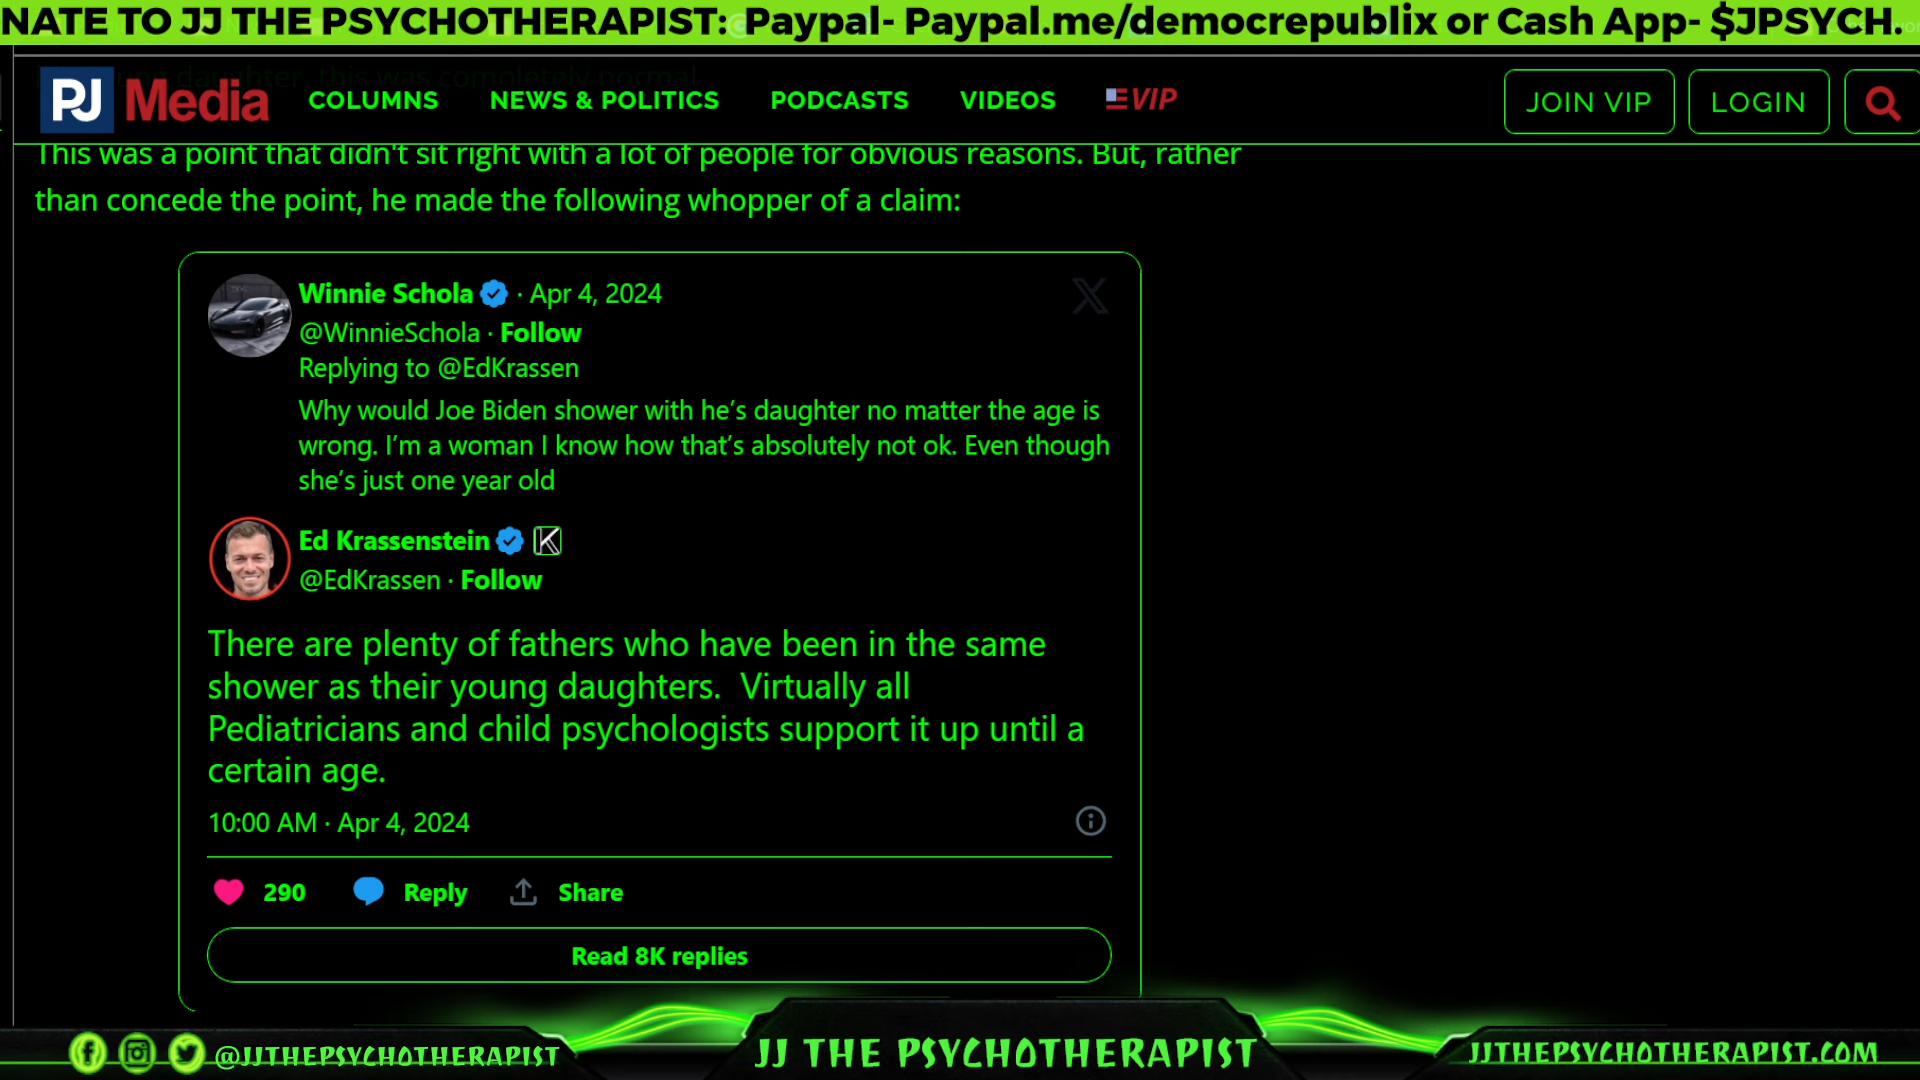 NATE TO JJ THE PSYCHOTHERAPIST: Paypal- Paypal.me/democrepublix or Cash App- $JPSYCH.
daughter, this was completely normal
PJ Media COLUMNS NEWS & POLITICS PODCASTS VIDEOS VIP JOIN VIP LOGIN
This was a point that didn't sit right with a lot of people for obvious reasons. But, rather
than concede the point, he made the following whopper of a claim:
Winnie Schola · Apr 4, 2024
@WinnieSchola · Follow
Replying to @EdKrassen
Why would Joe Biden shower with he’s daughter no matter the age is
wrong. I’m a woman I know how that’s absolutely not ok. Even though
she’s just one year old
Ed Krassenstein
@EdKrassen · Follow
There are plenty of fathers who have been in the same
shower as their young daughters. Virtually all
Pediatricians and child psychologists support it up until a
certain age.
10:00 AM · Apr 4, 2024
290 Reply Share
Read 8K replies
@JJTHEPSYCHOTHERAPIST JJ THE PSYCHOTHERAPIST JJTHEPSYCHOTHERAPIST.COM